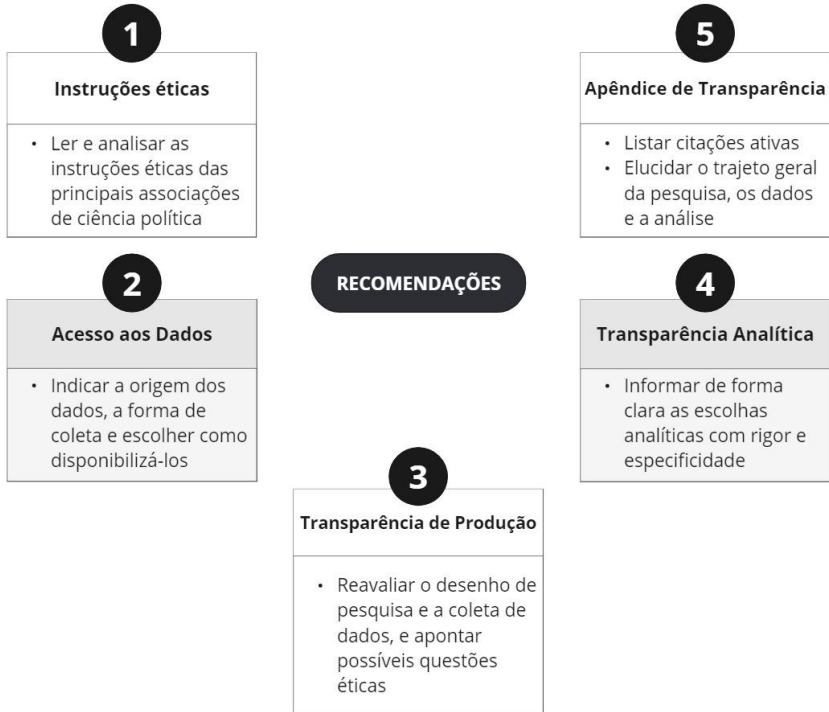 1
Instruções éticas
• Ler e analisar as
instruções éticas das
principais associações
de ciência política
2
Acesso aos Dados
• Indicar a origem dos
dados, a forma de
coleta e escolher como
disponibilizá-los
RECOMENDAÇÕES
3
Transparência de Produção
• Reavaliar o desenho de
pesquisa e a coleta de
dados, e apontar
possíveis questões
éticas
4
Transparência Analítica
• Informar de forma
clara as escolhas
analíticas com rigor e
especificidade
5
Apêndice de Transparência
• Listar citações ativas
• Elucidar o trajeto geral
da pesquisa, os dados
e a análise